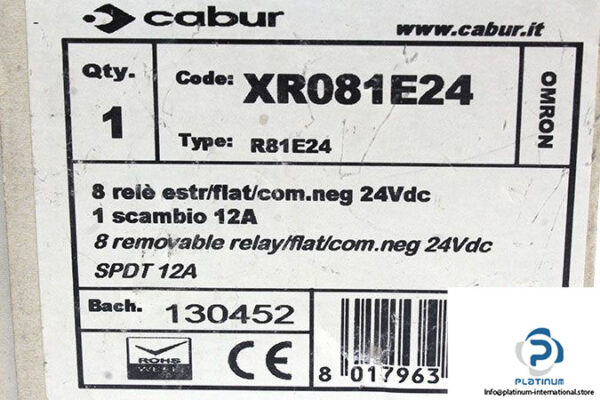 cabur
www.cabur.it
Qty.
1
Code: XR081E24
Type: R81E24
OMRON
8 relè estr/flat/com.neg 24Vdc
1 scambio 12A
8 removable relay/flat/com.neg 24Vdc
SPDT 12A
Bach. 130452
ROHS
WEEE
CE
8 017963
PLATINUM
Info@platinum-international.store